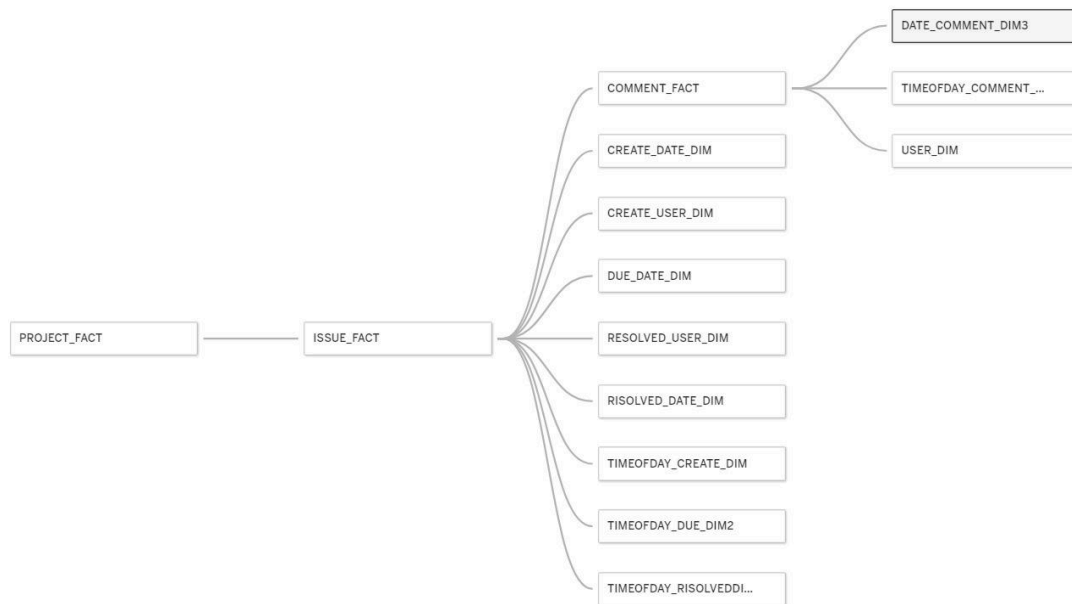 DATE_COMMENT_DIM3
COMMENT_FACT
TIMEOFDAY_COMMENT_...
CREATE_DATE_DIM
USER_DIM
CREATE_USER_DIM
DUE_DATE_DIM
PROJECT_FACT
ISSUE_FACT
RESOLVED_USER_DIM
RISOLVED_DATE_DIM
TIMEOFDAY_CREATE_DIM
TIMEOFDAY_DUE_DIM2
TIMEOFDAY_RISOLVEDDI...